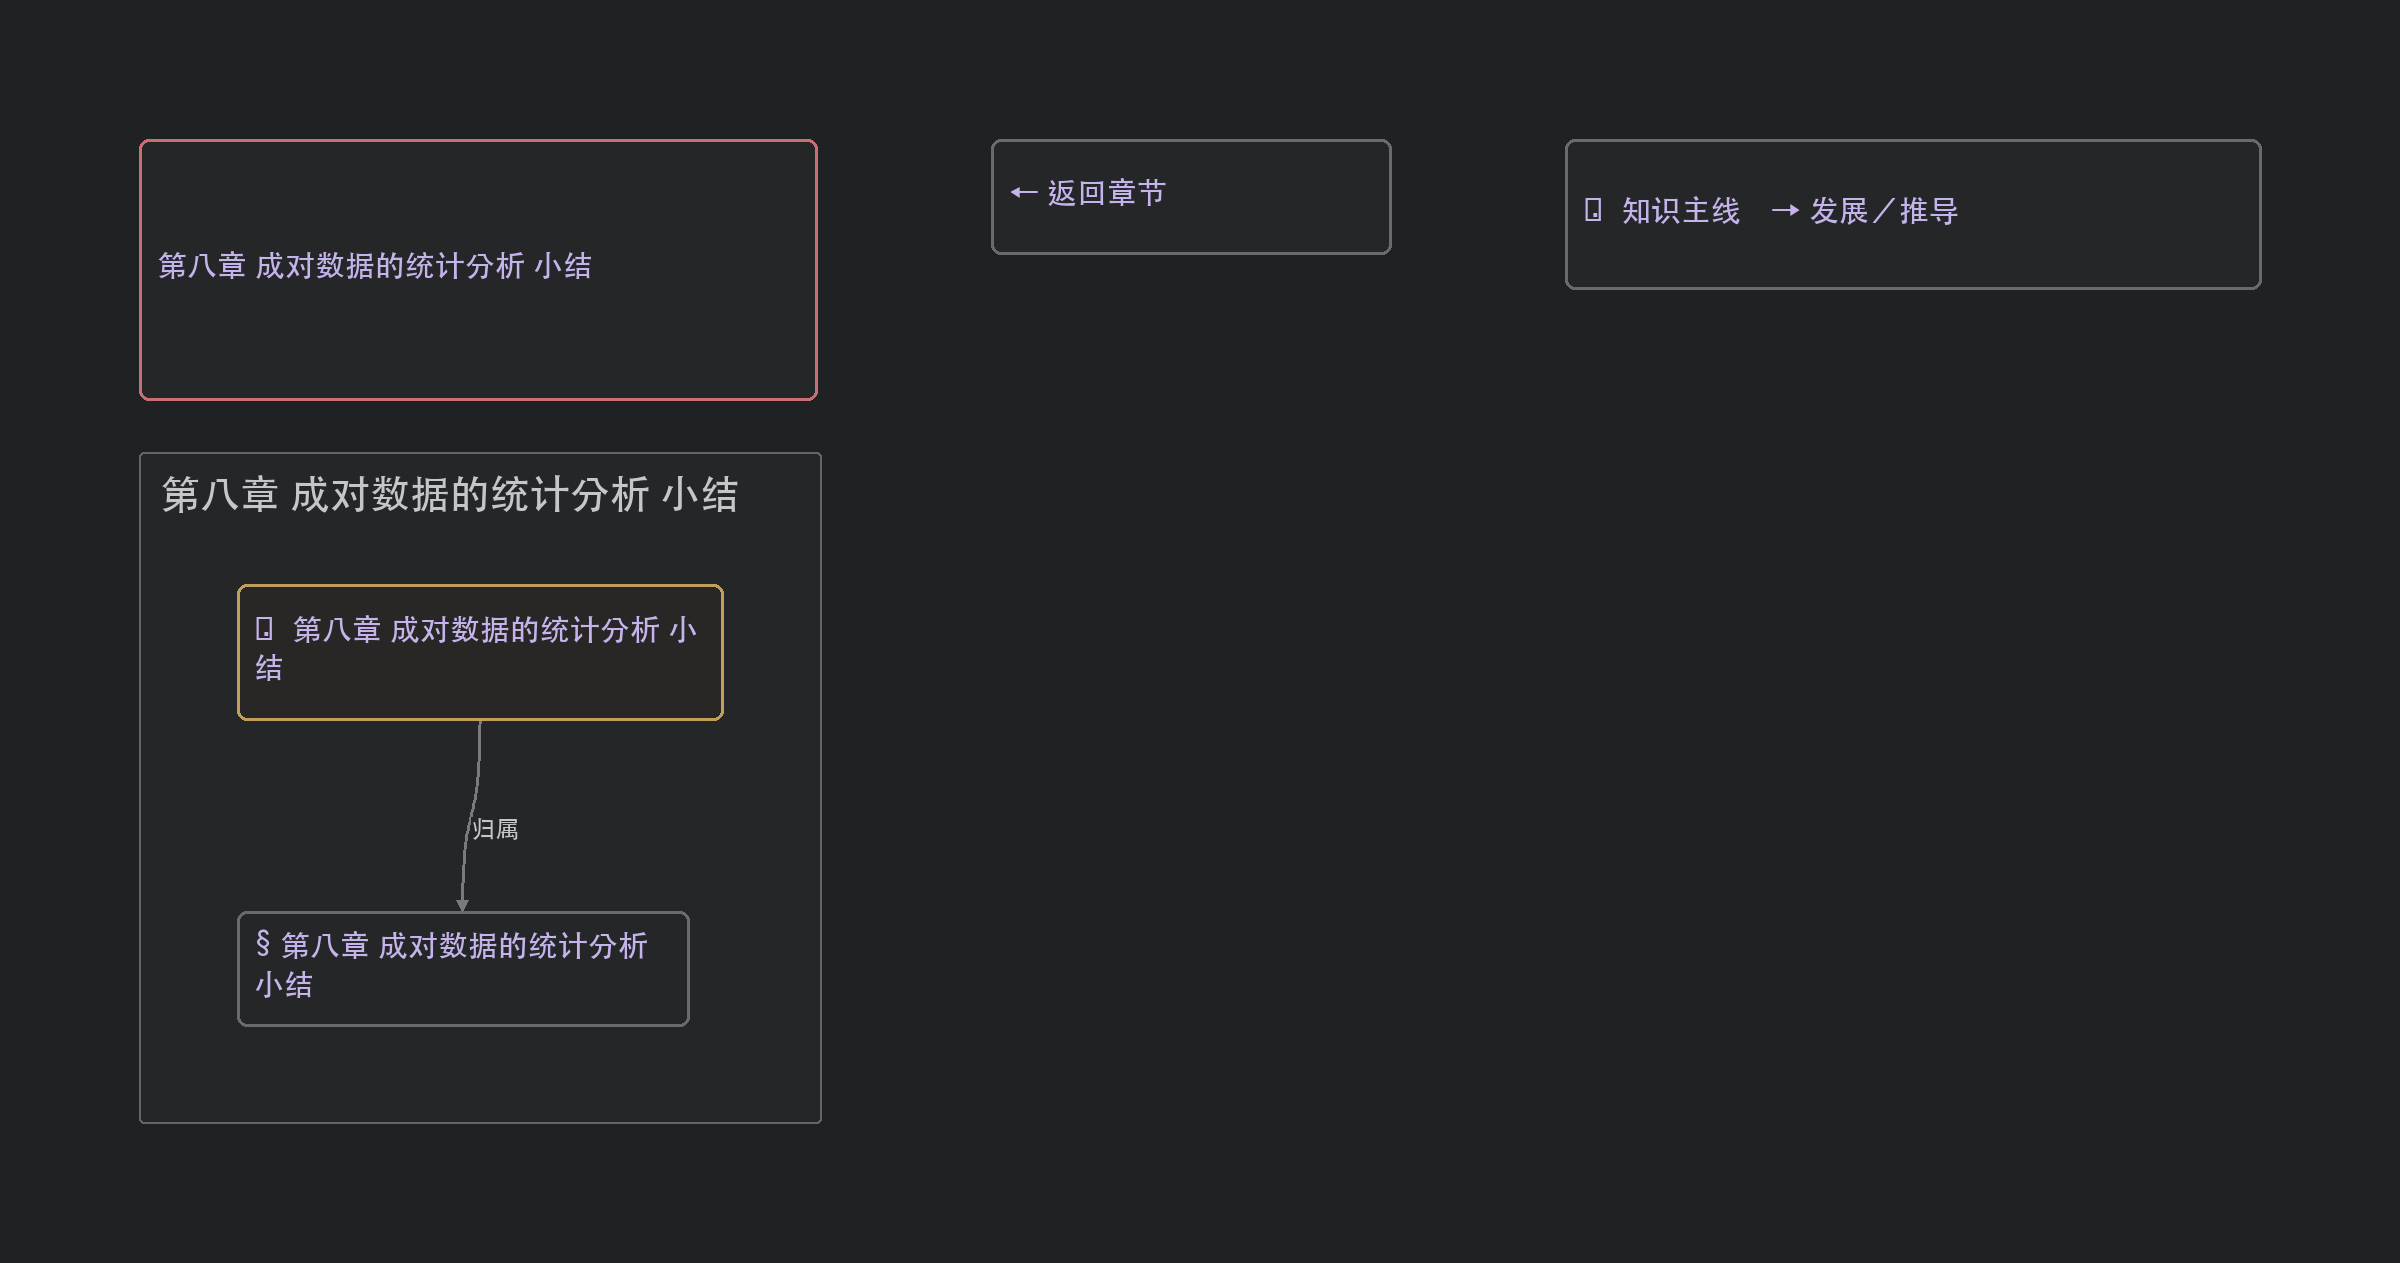 第八章 成对数据的统计分析 小结
← 返回章节
知识主线 → 发展／推导
第八章 成对数据的统计分析 小结
第八章 成对数据的统计分析 小
结
归属
§ 第八章 成对数据的统计分析
小结